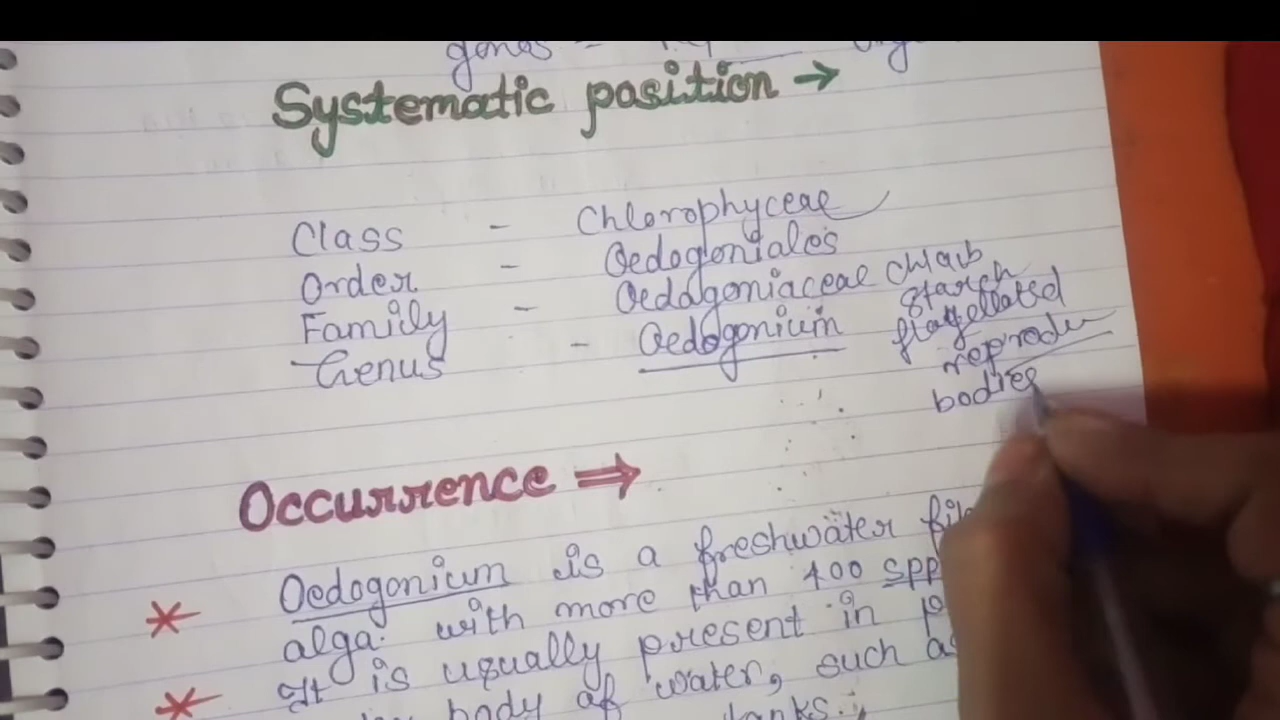 Systematic position →
Class - Chlorophyceae
Order - Oedogoniales
Family - Oedogoniaceae
Genus - Oedogonium
chl a,b
starch
flagellated
reprodu
bodies
Occurrence ⇒
* Oedogonium is a freshwater
alga. with more than 400 spp
* It is usually present in
body of water, such as
tanks.